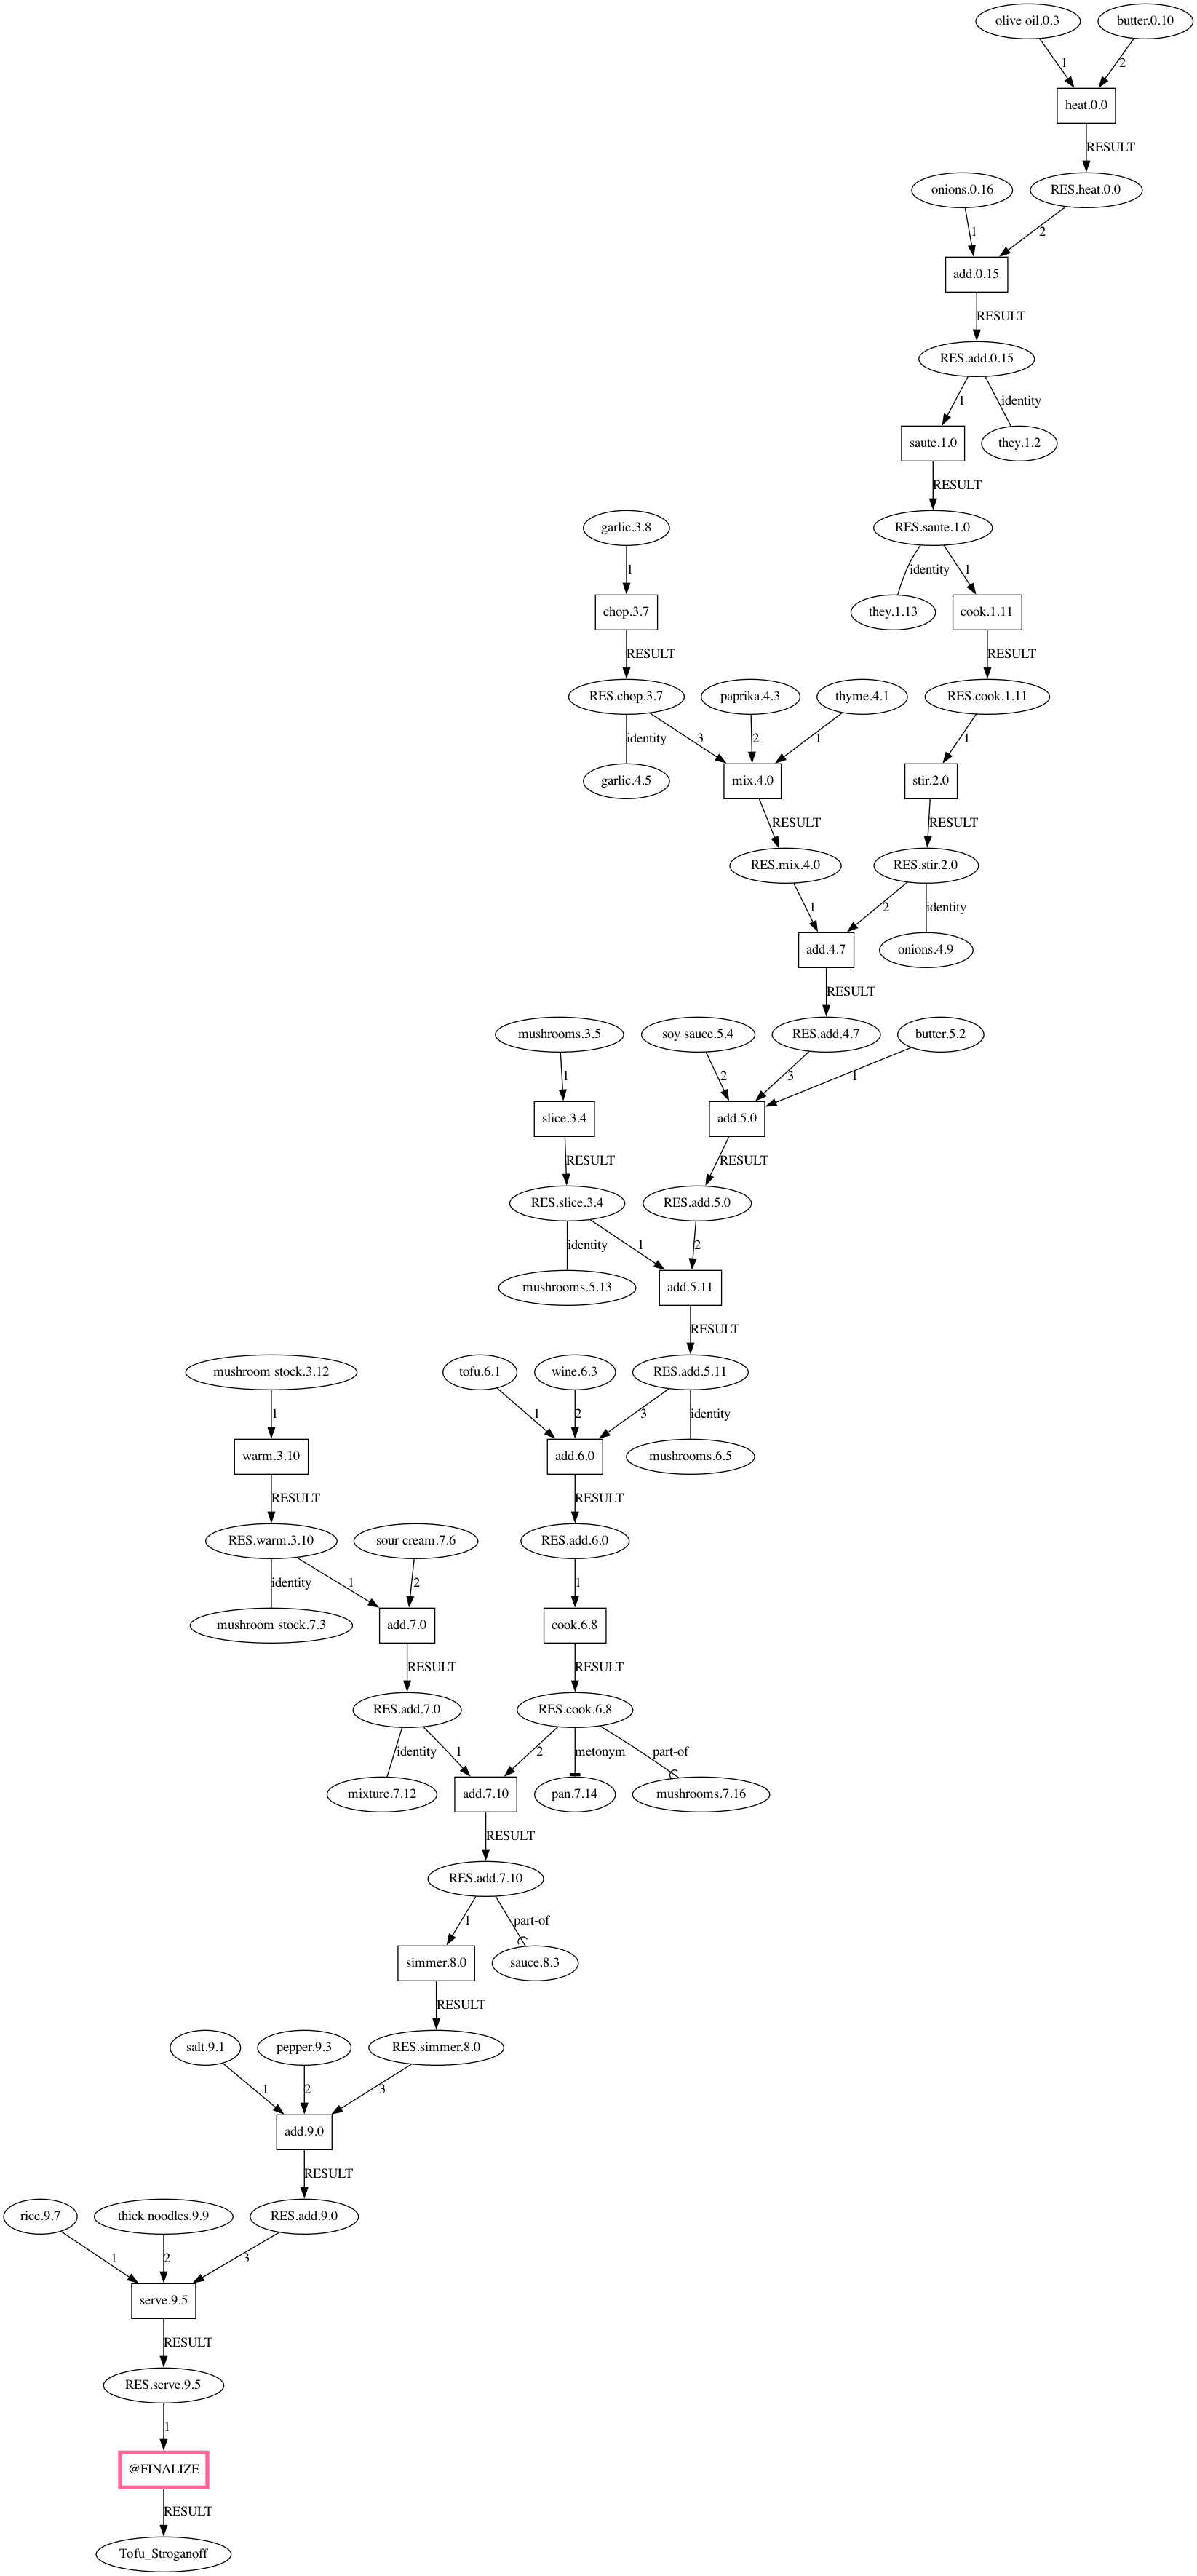 olive oil.0.3 butter.0.10
1 2
heat.0.0
RESULT
onions.0.16 RES.heat.0.0
1 2
add.0.15
RESULT
RES.add.0.15
1 identity
saute.1.0 they.1.2
RESULT
garlic.3.8 RES.saute.1.0
1 identity 1
chop.3.7 they.1.13 cook.1.11
RESULT RESULT
RES.chop.3.7 paprika.4.3 thyme.4.1 RES.cook.1.11
identity 3 2 1 1
garlic.4.5 mix.4.0 stir.2.0
RESULT RESULT
RES.mix.4.0 RES.stir.2.0
1 2 identity
add.4.7 onions.4.9
RESULT
mushrooms.3.5 soy sauce.5.4 RES.add.4.7 butter.5.2
1 2 3 1
slice.3.4 add.5.0
RESULT RESULT
RES.slice.3.4 RES.add.5.0
identity 1 2
mushrooms.5.13 add.5.11
RESULT
mushroom stock.3.12 tofu.6.1 wine.6.3 RES.add.5.11
1 1 2 3 identity
warm.3.10 add.6.0 mushrooms.6.5
RESULT RESULT
RES.warm.3.10 sour cream.7.6 RES.add.6.0
identity 1 2 1
mushroom stock.7.3 add.7.0 cook.6.8
RESULT RESULT
RES.add.7.0 RES.cook.6.8
identity 1 2 metonym part-of
mixture.7.12 add.7.10 pan.7.14 mushrooms.7.16
RESULT
RES.add.7.10
1 part-of
simmer.8.0 sauce.8.3
RESULT
salt.9.1 pepper.9.3 RES.simmer.8.0
1 2 3
add.9.0
RESULT
rice.9.7 thick noodles.9.9 RES.add.9.0
1 2 3
serve.9.5
RESULT
RES.serve.9.5
1
@FINALIZE
RESULT
Tofu_Stroganoff